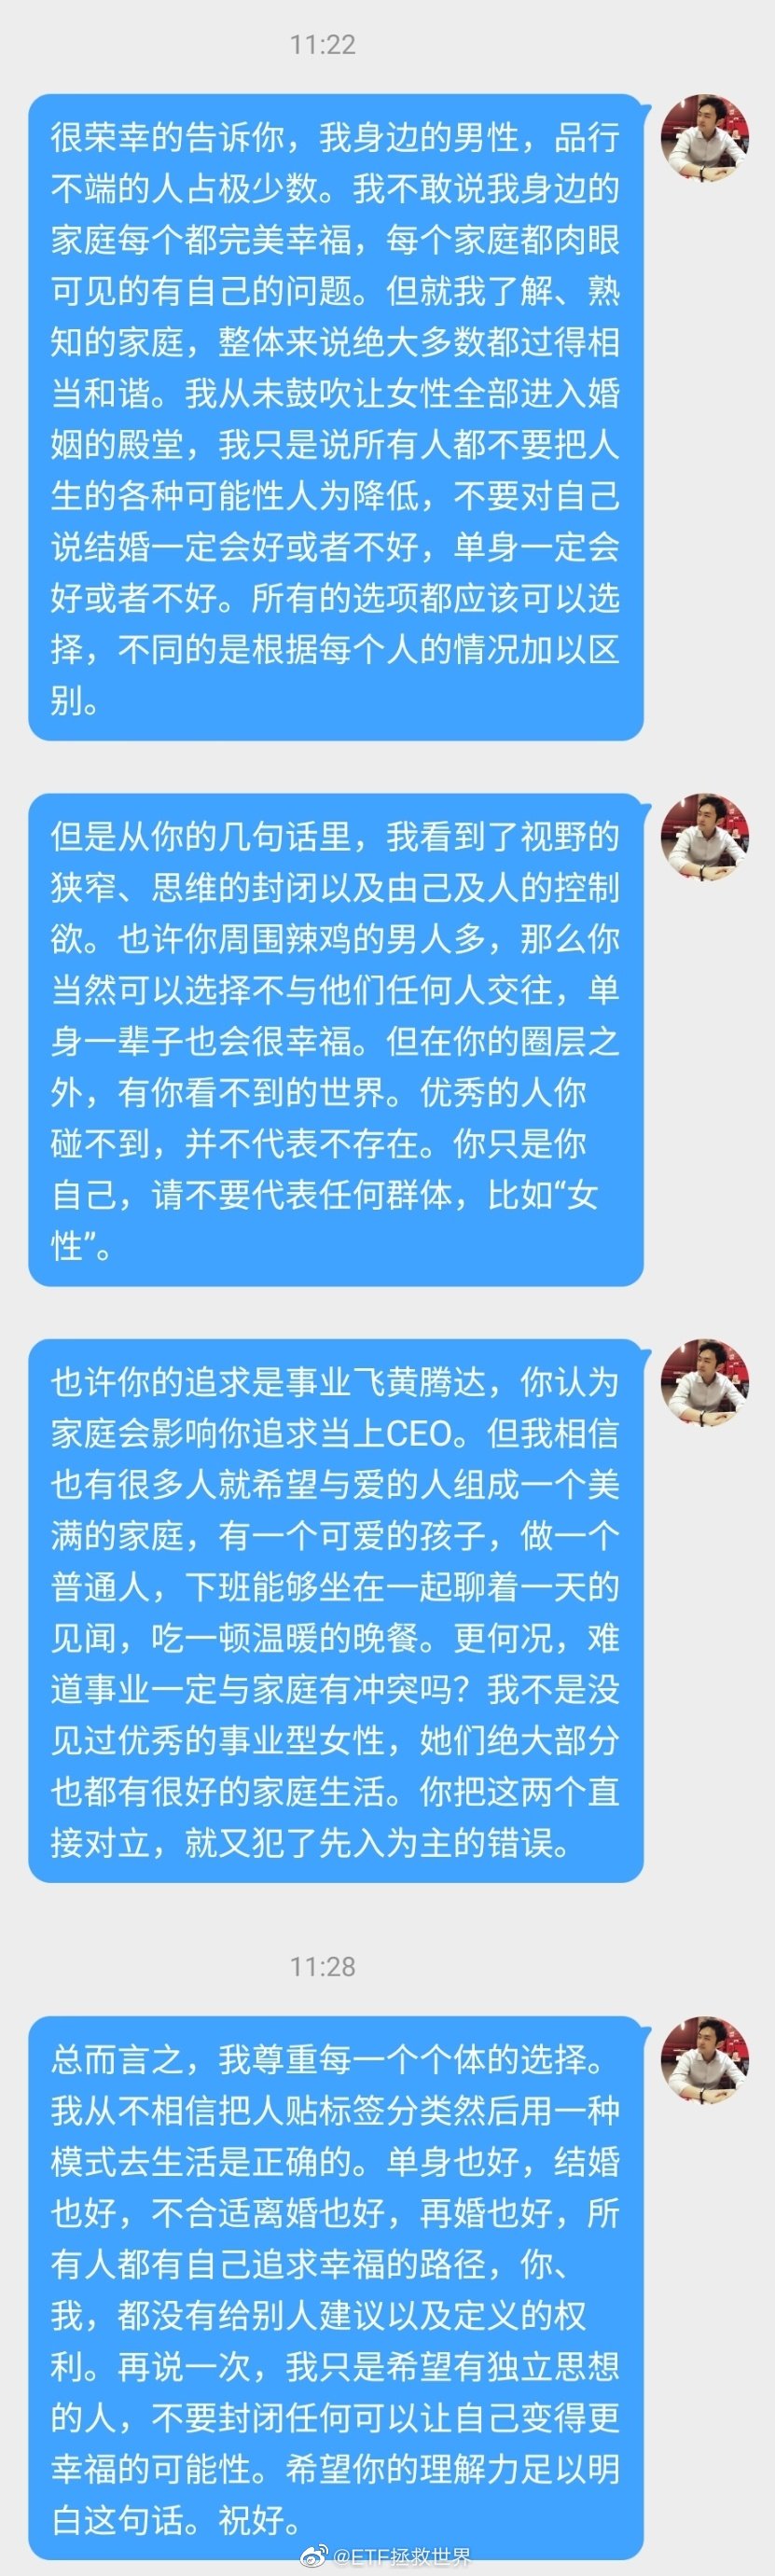 11:22
很荣幸的告诉你，我身边的男性，品行
不端的人占极少数。我不敢说我身边的
家庭每个都完美幸福，每个家庭都肉眼
可见的有自己的问题。但就我了解、熟
知的家庭，整体来说绝大多数都过得相
当和谐。我从未鼓吹让女性全部进入婚
姻的殿堂，我只是说所有人都不要把人
生的各种可能性人为降低，不要对自己
说结婚一定会好或者不好，单身一定会
好或者不好。所有的选项都应该可以选
择，不同的是根据每个人的情况加以区
别。
但是从你的几句话里，我看到了视野的
狭窄、思维的封闭以及由己及人的控制
欲。也许你周围辣鸡的男人多，那么你
当然可以选择不与他们任何人交往，单
身一辈子也会很幸福。但在你的圈层之
外，有你看不到的世界。优秀的人你
碰不到，并不代表不存在。你只是你
自己，请不要代表任何群体，比如“女
性”。
也许你的追求是事业飞黄腾达，你认为
家庭会影响你追求当上CEO。但我相信
也有很多人就希望与爱的人组成一个美
满的家庭，有一个可爱的孩子，做一个
普通人，下班能够坐在一起聊着一天的
见闻，吃一顿温暖的晚餐。更何况，难
道事业一定与家庭有冲突吗？我不是没
见过优秀的事业型女性，她们绝大部分
也都有很好的家庭生活。你把这两个直
接对立，就又犯了先入为主的错误。
11:28
总而言之，我尊重每一个个体的选择。
我从不相信把人贴标签分类然后用一种
模式去生活是正确的。单身也好，结婚
也好，不合适离婚也好，再婚也好，所
有人都有自己追求幸福的路径，你、
我，都没有给别人建议以及定义的权
利。再说一次，我只是希望有独立思想
的人，不要封闭任何可以让自己变得更
幸福的可能性。希望你的理解力足以明
白这句话。祝好。
@ETF拯救世界